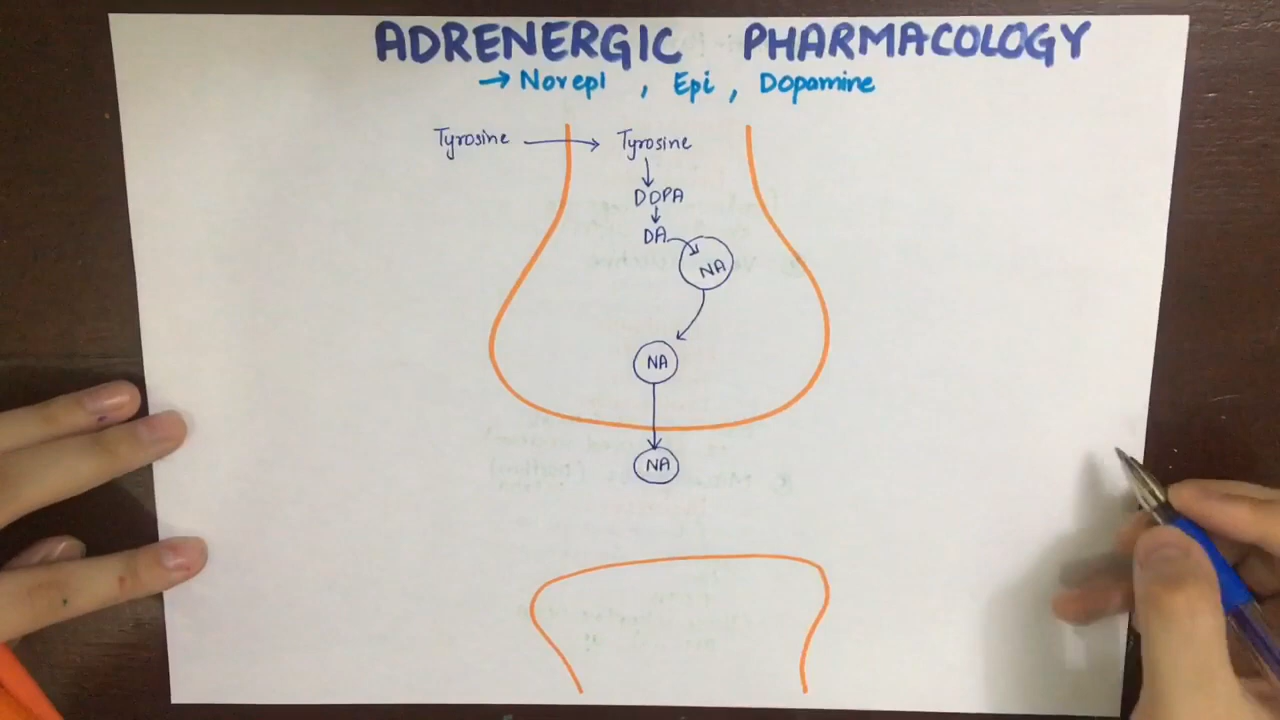 ADRENERGIC PHARMACOLOGY
→ Norepi , Epi , Dopamine
Tyrosine → Tyrosine
DOPA
DA
NA
NA
NA